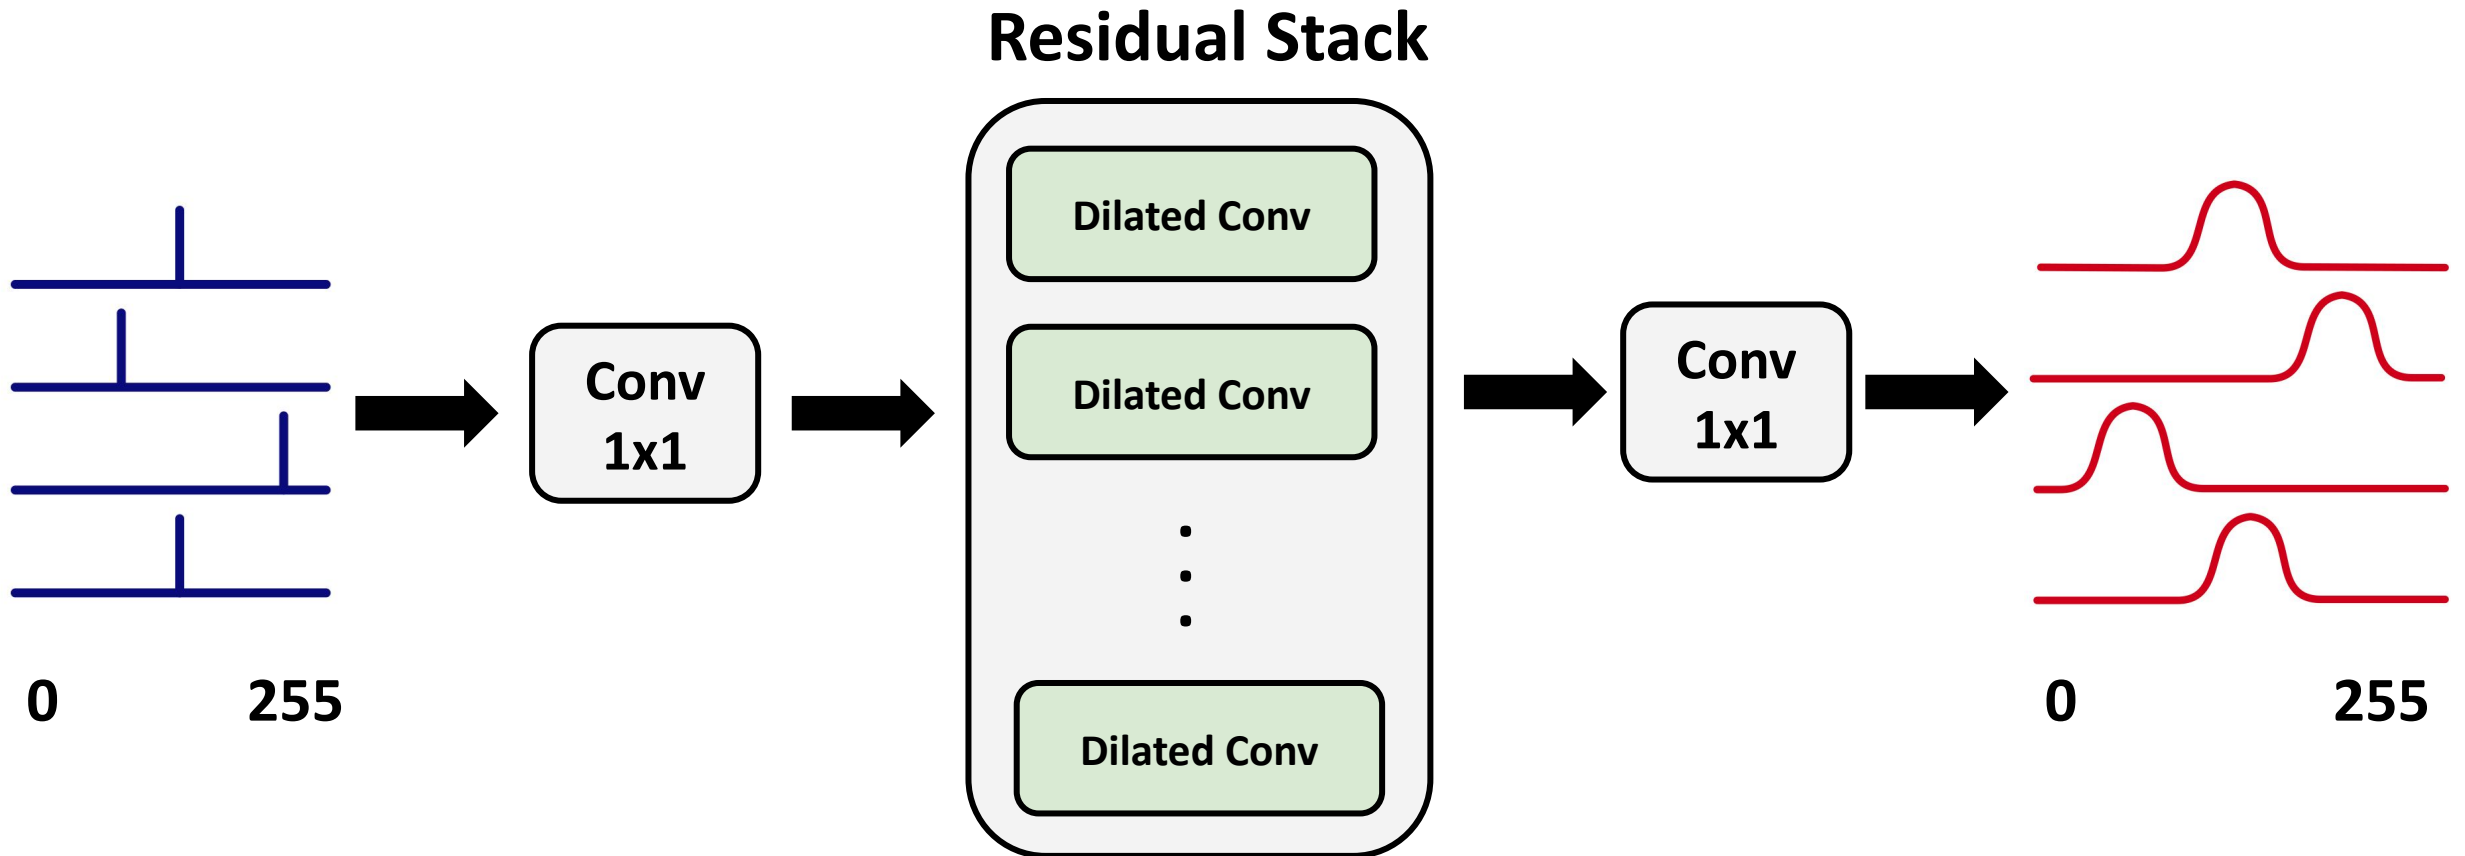 Residual Stack
0
255
Conv
1x1
Dilated Conv
Dilated Conv
Dilated Conv
Conv
1x1
0
255